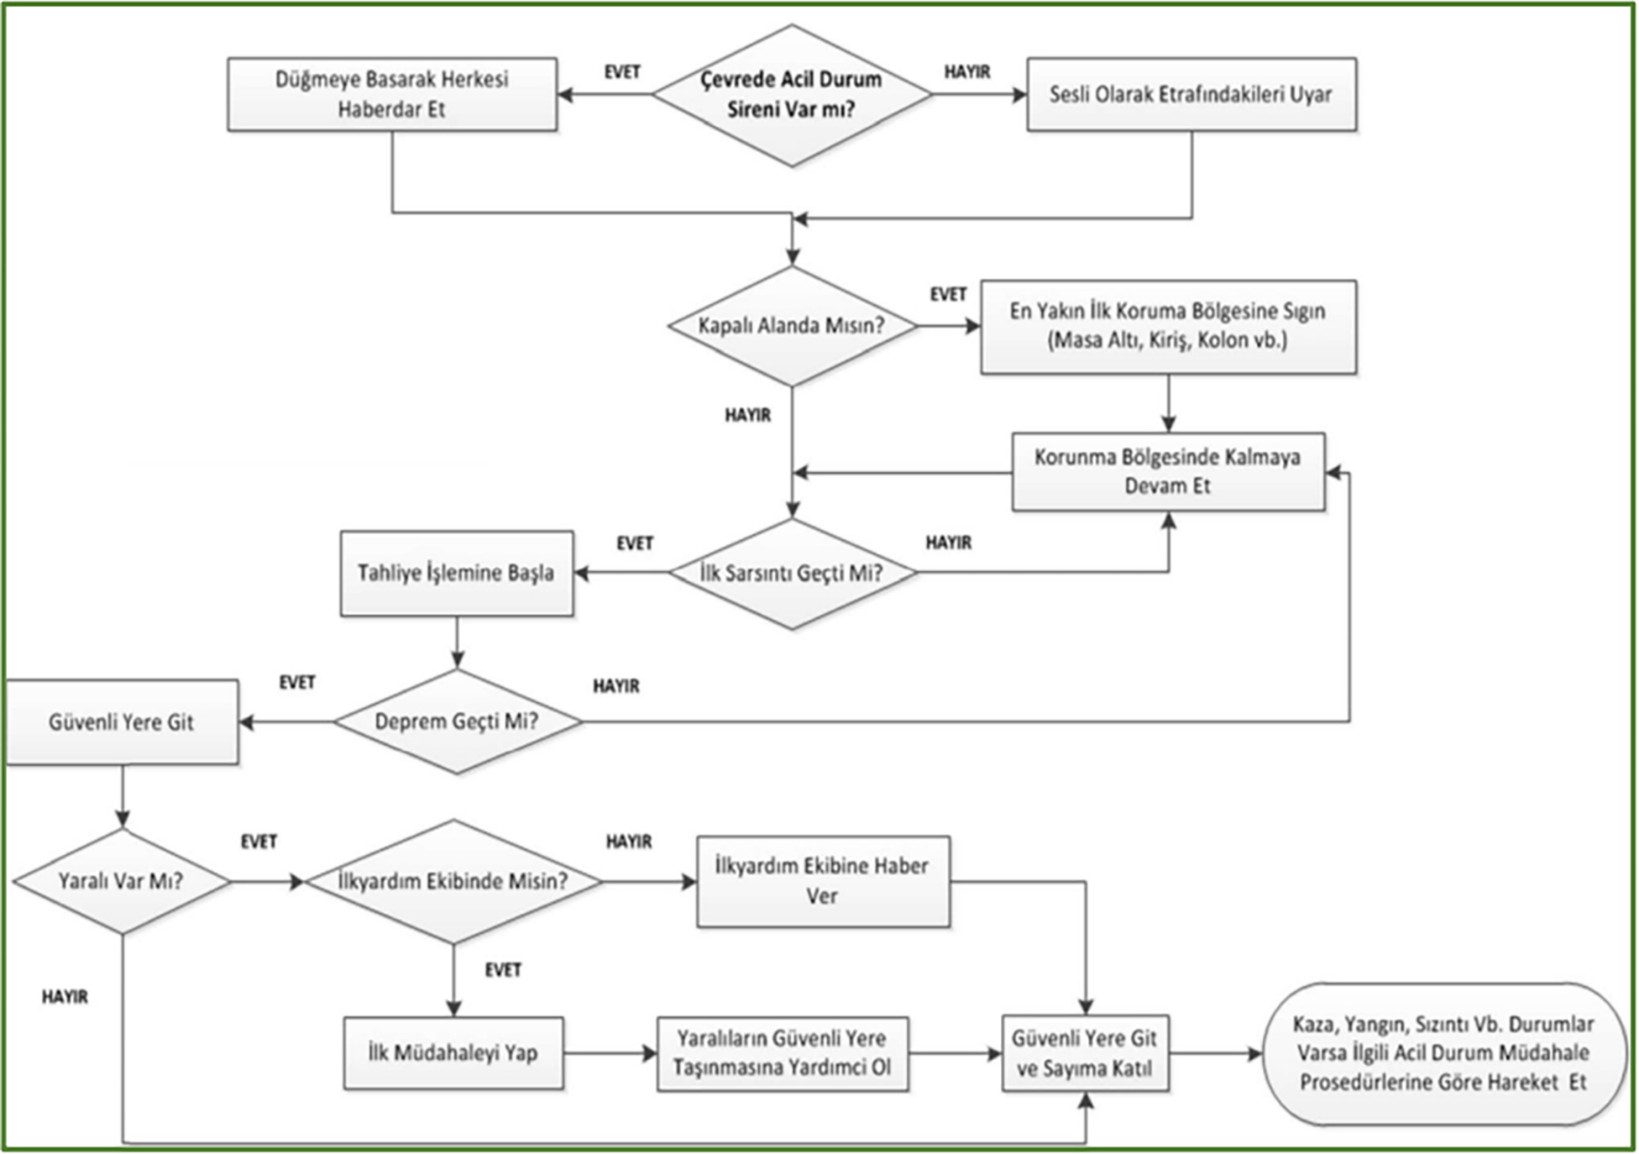 Çevrede Acil Durum
Sireni Var mı?
EVET
HAYIR
Düğmeye Basarak Herkesi
Haberdar Et
Sesli Olarak Etrafındakileri Uyar
Kapalı Alanda Mısın?
EVET
En Yakın İlk Koruma Bölgesine Sıgın
(Masa Altı, Kiriş, Kolon vb.)
HAYIR
Korunma Bölgesinde Kalmaya
Devam Et
İlk Sarsıntı Geçti Mi?
EVET
HAYIR
Tahliye İşlemine Başla
Deprem Geçti Mi?
EVET
HAYIR
Güvenli Yere Git
Yaralı Var Mı?
EVET
HAYIR
İlkyardım Ekibinde Misin?
HAYIR
İlkyardım Ekibine Haber
Ver
EVET
İlk Müdahaleyi Yap
Yaralıların Güvenli Yere
Taşınmasına Yardımci Ol
Güvenli Yere Git
ve Sayıma Katıl
Kaza, Yangın, Sızıntı Vb. Durumlar
Varsa İlgili Acil Durum Müdahale
Prosedürlerine Göre Hareket Et